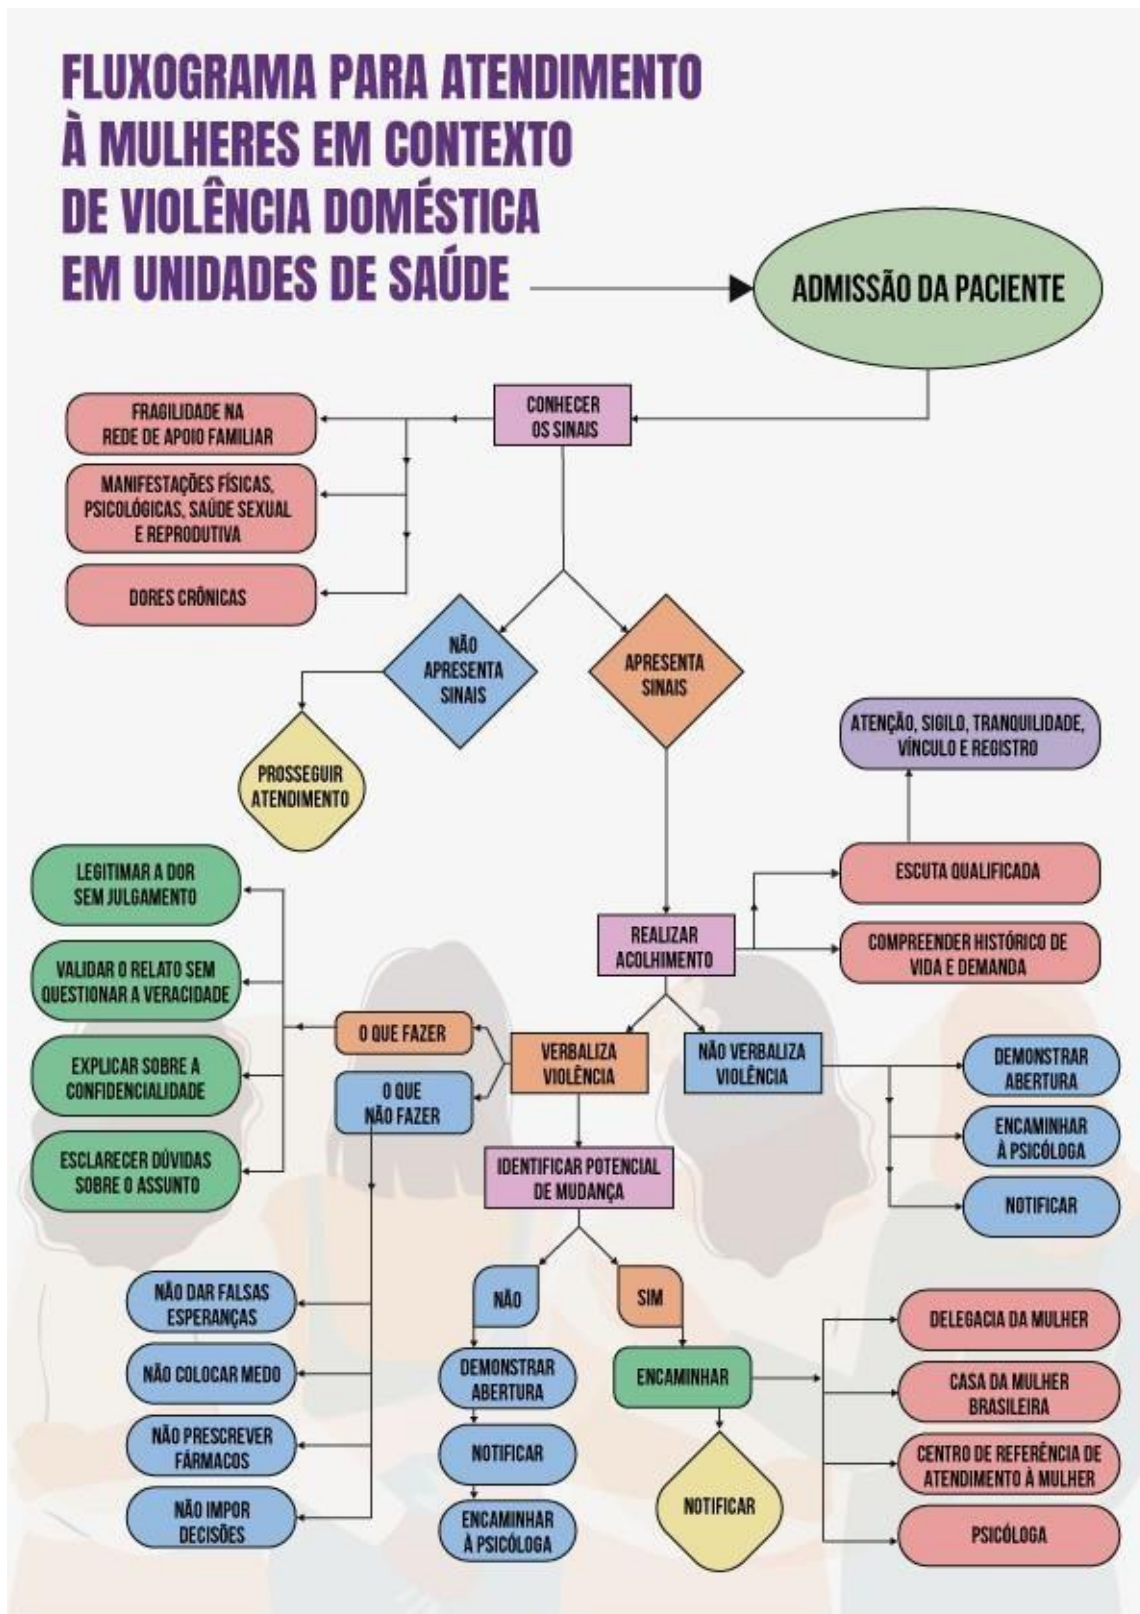 FLUXOGRAMA PARA ATENDIMENTO
À MULHERES EM CONTEXTO
DE VIOLÊNCIA DOMÉSTICA
EM UNIDADES DE SAÚDE
ADMISSÃO DA PACIENTE
CONHECER
OS SINAIS
FRAGILIDADE NA
REDE DE APOIO FAMILIAR
MANIFESTAÇÕES FÍSICAS,
PSICOLÓGICAS, SAÚDE SEXUAL
E REPRODUTIVA
DORES CRÔNICAS
NÃO
APRESENTA
SINAIS
APRESENTA
SINAIS
PROSSEGUIR
ATENDIMENTO
ATENÇÃO, SIGILO, TRANQUILIDADE,
VÍNCULO E REGISTRO
ESCUTA QUALIFICADA
COMPREENDER HISTÓRICO DE
VIDA E DEMANDA
REALIZAR
ACOLHIMENTO
LEGITIMAR A DOR
SEM JULGAMENTO
VALIDAR O RELATO SEM
QUESTIONAR A VERACIDADE
EXPLICAR SOBRE A
CONFIDENCIALIDADE
ESCLARECER DÚVIDAS
SOBRE O ASSUNTO
O QUE FAZER
O QUE
NÃO FAZER
VERBALIZA
VIOLÊNCIA
NÃO VERBALIZA
VIOLÊNCIA
DEMONSTRAR
ABERTURA
ENCAMINHAR
À PSICÓLOGA
NOTIFICAR
IDENTIFICAR POTENCIAL
DE MUDANÇA
NÃO DAR FALSAS
ESPERANÇAS
NÃO COLOCAR MEDO
NÃO PRESCREVER
FÁRMACOS
NÃO IMPOR
DECISÕES
NÃO
SIM
DEMONSTRAR
ABERTURA
NOTIFICAR
ENCAMINHAR
À PSICÓLOGA
ENCAMINHAR
NOTIFICAR
DELEGACIA DA MULHER
CASA DA MULHER
BRASILEIRA
CENTRO DE REFERÊNCIA DE
ATENDIMENTO À MULHER
PSICÓLOGA